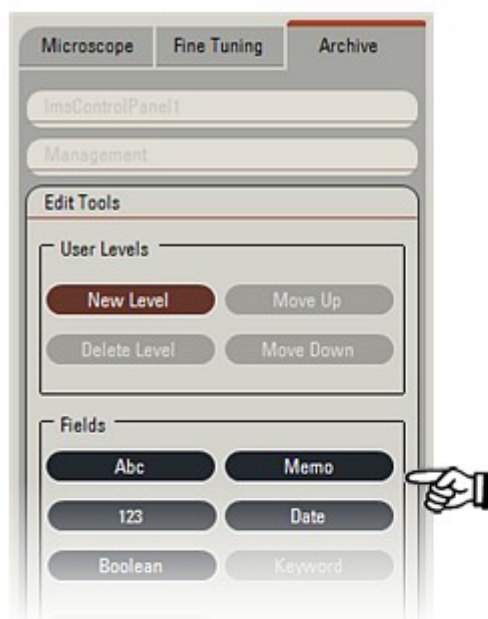 Microscope Fine Tuning Archive
ImsControlPanel1
Management
Edit Tools
User Levels
New Level Move Up
Delete Level Move Down
Fields
Abc Memo
123 Date
Boolean Keyword